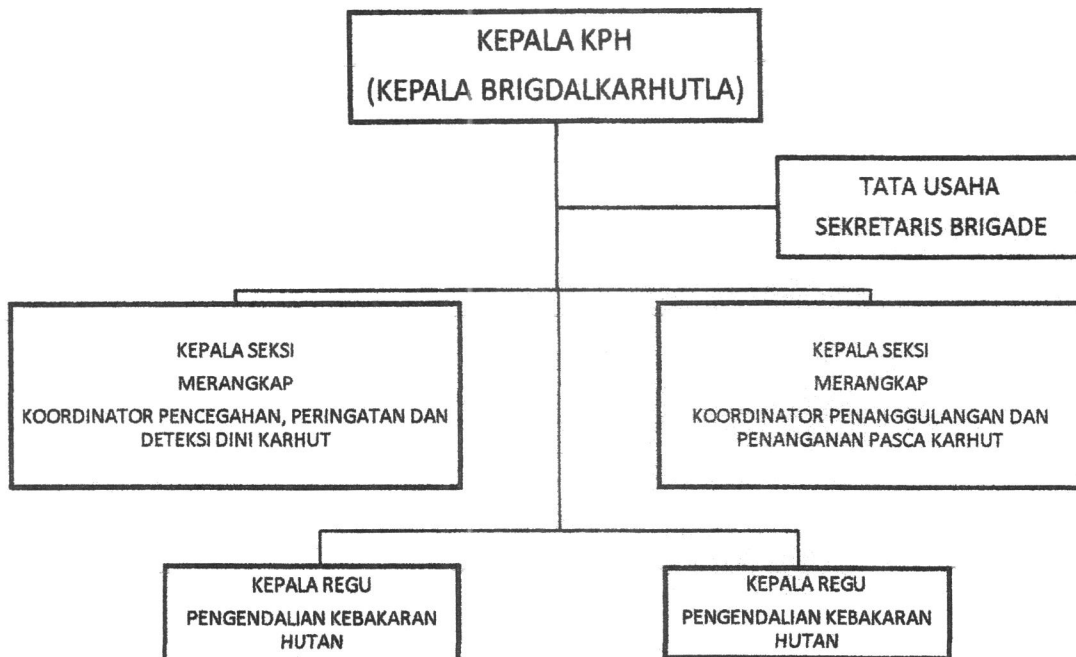 KEPALA KPH
(KEPALA BRIGDALKARHUTLA)
TATA USAHA
SEKRETARIS BRIGADE
KEPALA SEKSI
MERANGKAP
KOORDINATOR PENCEGAHAN, PERINGATAN DAN
DETEKSI DINI KARHUT
KEPALA SEKSI
MERANGKAP
KOORDINATOR PENANGGULANGAN DAN
PENANGANAN PASCA KARHUT
KEPALA REGU
PENGENDALIAN KEBAKARAN
HUTAN
KEPALA REGU
PENGENDALIAN KEBAKARAN
HUTAN